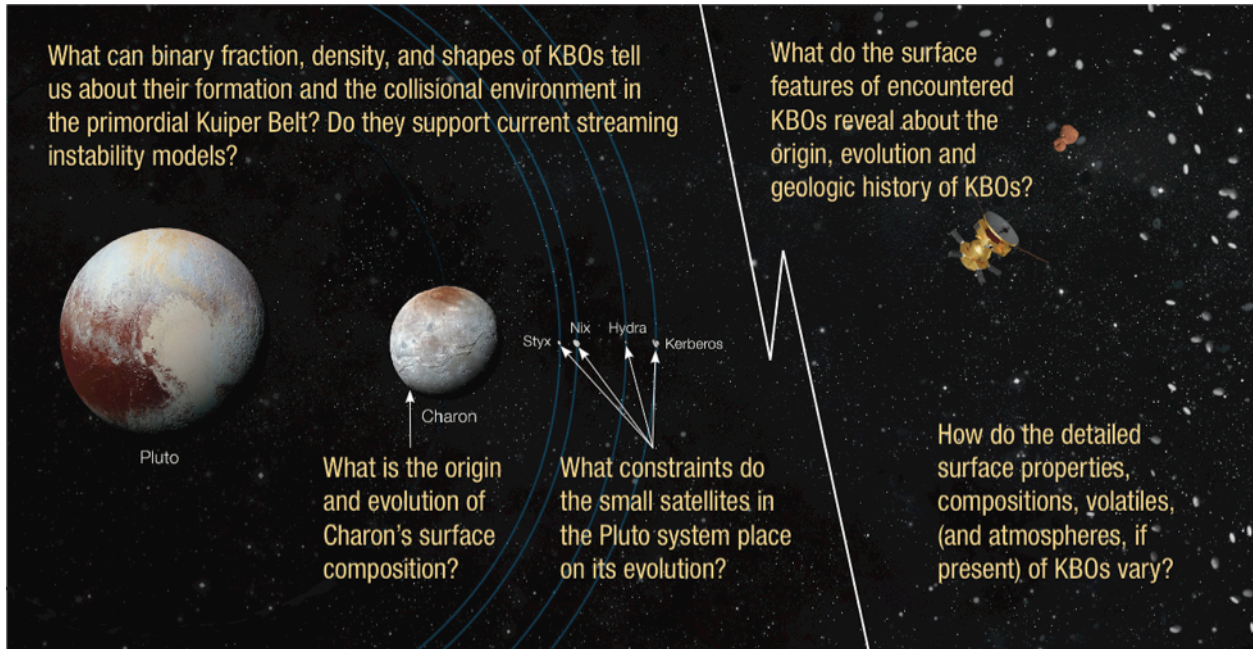 What can binary fraction, density, and shapes of KBOs tell
us about their formation and the collisional environment in
the primordial Kuiper Belt? Do they support current streaming
instability models?
What do the surface
features of encountered
KBOs reveal about the
origin, evolution and
geologic history of KBOs?
Pluto
Charon
Styx
Nix
Hydra
Kerberos
What is the origin
and evolution of
Charon’s surface
composition?
What constraints do
the small satellites in
the Pluto system place
on its evolution?
How do the detailed
surface properties,
compositions, volatiles,
(and atmospheres, if
present) of KBOs vary?